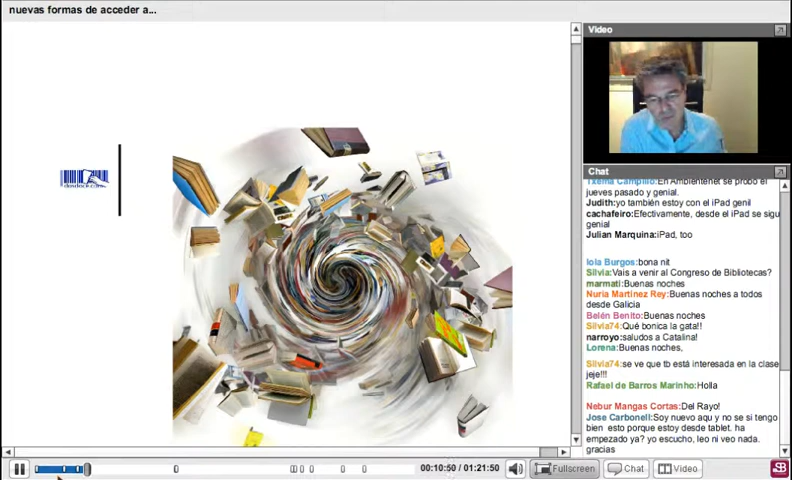 nuevas formas de acceder a...
Video
Chat
Txema Campillo:En Ambientenet se probó el
jueves pasado y genial.
Judith:yo también estoy con el iPad genil
cachafeiro:Efectivamente, desde el iPad se sigu
genial
Julian Marquina:iPad, too
lola Burgos:bona nit
Silvia:Vais a venir al Congreso de Bibliotecas?
marmati:Buenas noches
Nuria Martinez Rey:Buenas noches a todos
desde Galicia
Belén Benito:Buenas noches
Silvia74:Qué bonica la gata!!
narroyo:saludos a Catalina!
Lorena:Buenas noches,
Silvia74:se ve que tb está interesada en la clase
jeje!!!
Rafael de Barros Marinho:Holla
Nebur Mangas Cortas:Del Rayo!
Jose Carbonell:Soy nuevo aqu y no se si tengo
bien esto porque estoy desde tablet. ha
empezado ya? yo escucho, leo ni veo nada.
gracias
00:10:50 / 01:21:50
Fullscreen
Chat
Video
SB